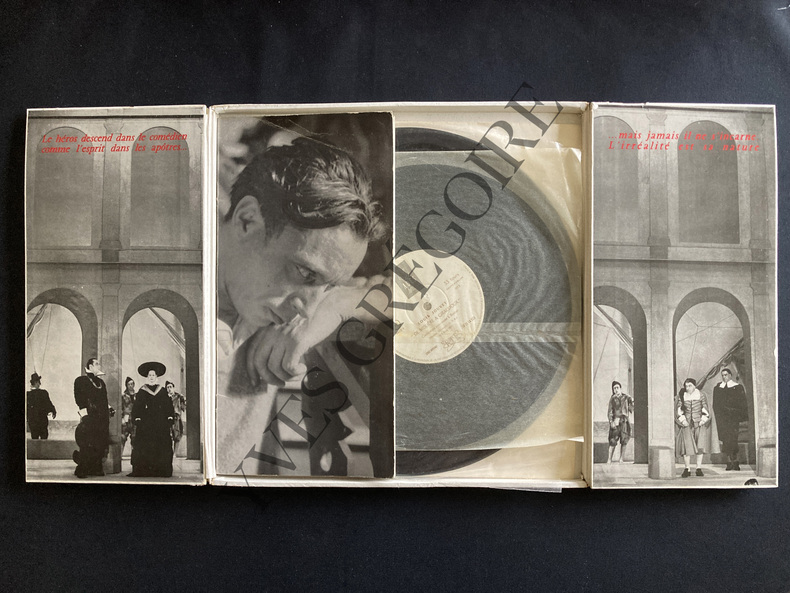 Le héros descend dans le comédien
comme l'esprit dans les apôtres...
...mais jamais il ne s'incarne.
L'irréalité est sa nature.
YVES GREGOIRE